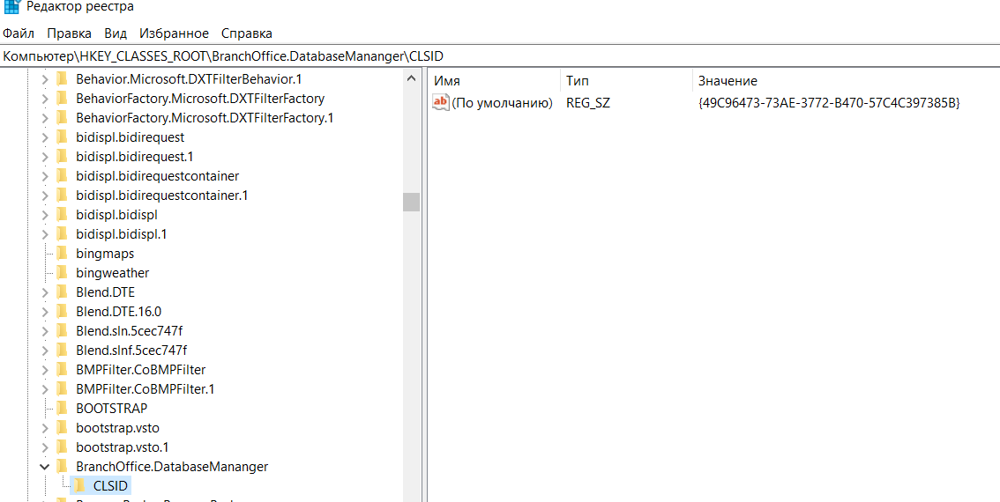 Редактор реестра
Файл Правка Вид Избранное Справка
Компьютер\HKEY_CLASSES_ROOT\BranchOffice.DatabaseMananger\CLSID
Behavior.Microsoft.DXTFilterBehavior.1
BehaviorFactory.Microsoft.DXTFilterFactory
BehaviorFactory.Microsoft.DXTFilterFactory.1
bidispl.bidirequest
bidispl.bidirequest.1
bidispl.bidirequestcontainer
bidispl.bidirequestcontainer.1
bidispl.bidispl
bidispl.bidispl.1
bingmaps
bingweather
Blend.DTE
Blend.DTE.16.0
Blend.sln.5cec747f
Blend.slnf.5cec747f
BMPFilter.CoBMPFilter
BMPFilter.CoBMPFilter.1
BOOTSTRAP
bootstrap.vsto
bootstrap.vsto.1
BranchOffice.DatabaseMananger
CLSID
Имя Тип Значение
ab (По умолчанию) REG_SZ {49C96473-73AE-3772-B470-57C4C397385B}